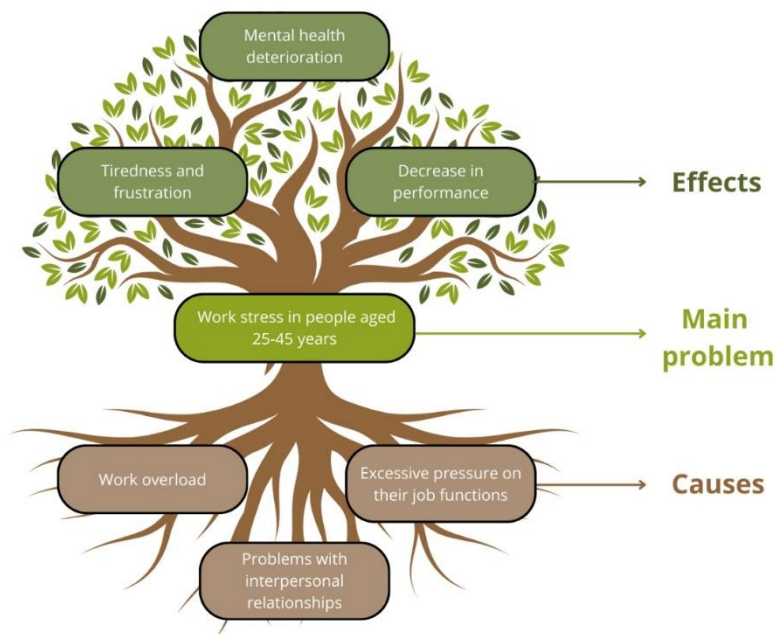 Mental health
deterioration
Tiredness and
frustration
Decrease in
performance
Effects
Work stress in people aged
25-45 years
Main
problem
Work overload
Excessive pressure on
their job functions
Causes
Problems with
interpersonal
relationships